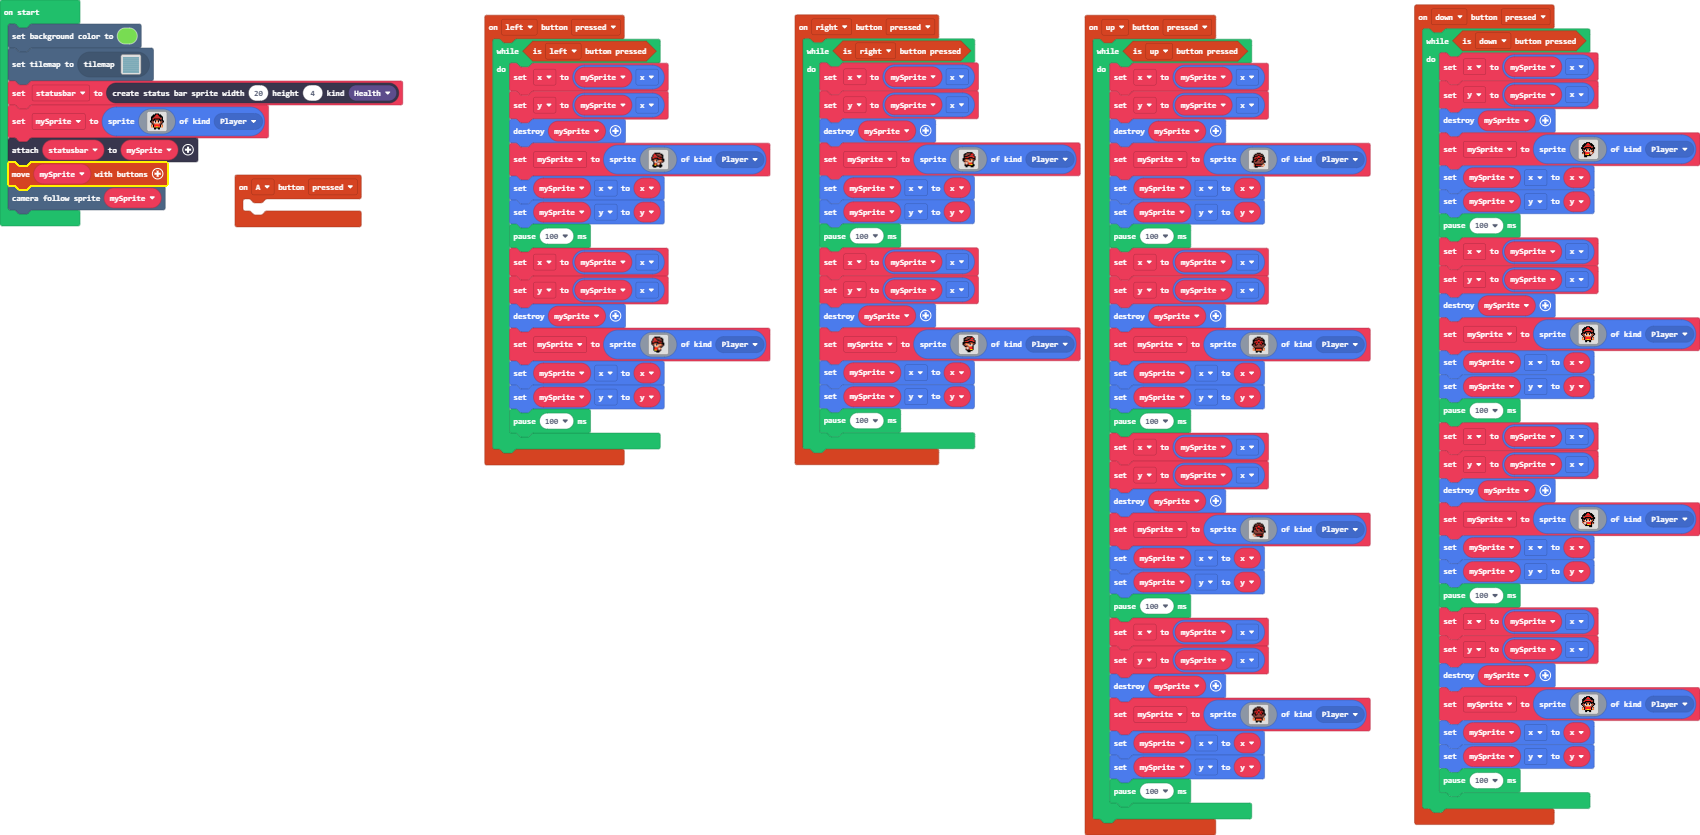 on start
set background color to
set tilemap to tilemap
set statusbar to create status bar sprite width 20 height 4 kind Health
set mySprite to sprite of kind Player
attach statusbar to mySprite
move mySprite with buttons
camera follow sprite mySprite
on A button pressed
on left button pressed
while is left button pressed
do
set x to mySprite x
set y to mySprite x
destroy mySprite
set mySprite to sprite of kind Player
set mySprite x to x
set mySprite y to y
pause 100 ms
set x to mySprite x
set y to mySprite x
destroy mySprite
set mySprite to sprite of kind Player
set mySprite x to x
set mySprite y to y
pause 100 ms
on right button pressed
while is right button pressed
do
set x to mySprite x
set y to mySprite x
destroy mySprite
set mySprite to sprite of kind Player
set mySprite x to x
set mySprite y to y
pause 100 ms
set x to mySprite x
set y to mySprite x
destroy mySprite
set mySprite to sprite of kind Player
set mySprite x to x
set mySprite y to y
pause 100 ms
on up button pressed
while is up button pressed
do
set x to mySprite x
set y to mySprite x
destroy mySprite
set mySprite to sprite of kind Player
set mySprite x to x
set mySprite y to y
pause 100 ms
set x to mySprite x
set y to mySprite x
destroy mySprite
set mySprite to sprite of kind Player
set mySprite x to x
set mySprite y to y
pause 100 ms
set x to mySprite x
set y to mySprite x
destroy mySprite
set mySprite to sprite of kind Player
set mySprite x to x
set mySprite y to y
pause 100 ms
set x to mySprite x
set y to mySprite x
destroy mySprite
set mySprite to sprite of kind Player
set mySprite x to x
set mySprite y to y
pause 100 ms
on down button pressed
while is down button pressed
do
set x to mySprite x
set y to mySprite x
destroy mySprite
set mySprite to sprite of kind Player
set mySprite x to x
set mySprite y to y
pause 100 ms
set x to mySprite x
set y to mySprite x
destroy mySprite
set mySprite to sprite of kind Player
set mySprite x to x
set mySprite y to y
pause 100 ms
set x to mySprite x
set y to mySprite x
destroy mySprite
set mySprite to sprite of kind Player
set mySprite x to x
set mySprite y to y
pause 100 ms
set x to mySprite x
set y to mySprite x
destroy mySprite
set mySprite to sprite of kind Player
set mySprite x to x
set mySprite y to y
pause 100 ms